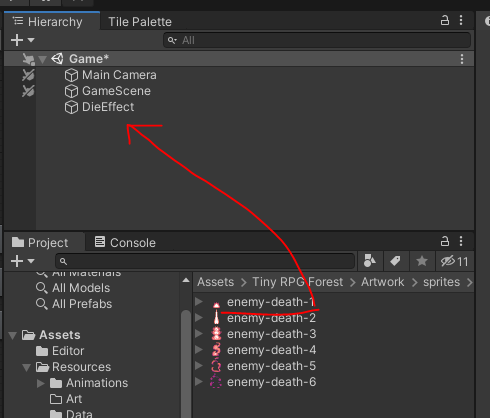 Hierarchy
Tile Palette
All
Game*
Main Camera
GameScene
DieEffect
Project
Console
11
All Materials
All Models
All Prefabs
Assets
Editor
Resources
Animations
Art
Data
Assets > Tiny RPG Forest > Artwork > sprites >
enemy-death-1
enemy-death-2
enemy-death-3
enemy-death-4
enemy-death-5
enemy-death-6